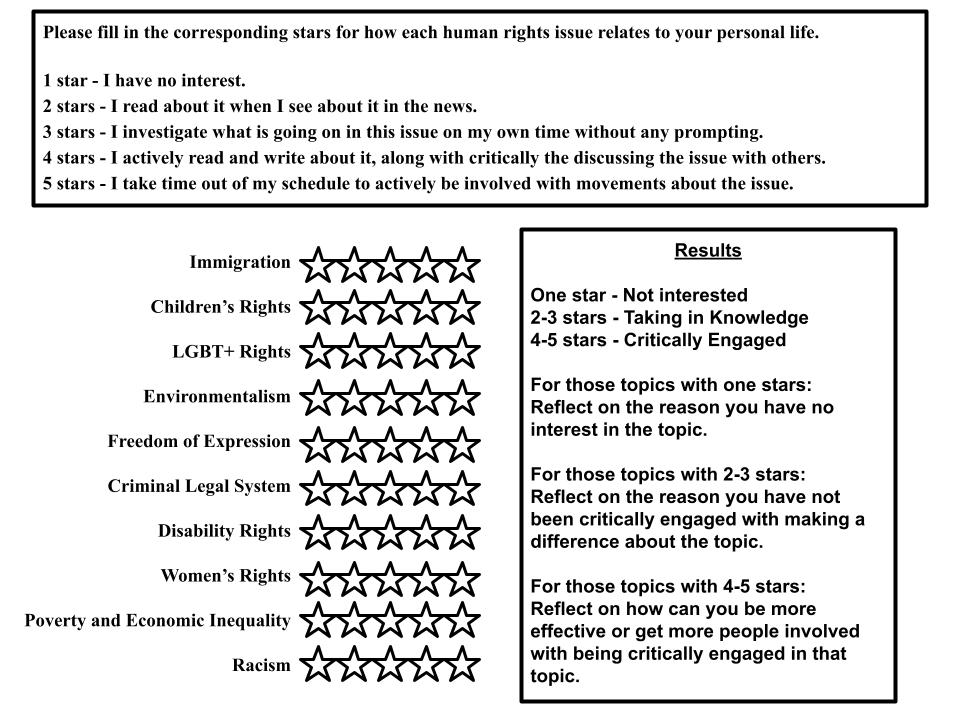 Please fill in the corresponding stars for how each human rights issue relates to your personal life.
1 star - I have no interest.
2 stars - I read about it when I see about it in the news.
3 stars - I investigate what is going on in this issue on my own time without any prompting.
4 stars - I actively read and write about it, along with critically the discussing the issue with others.
5 stars - I take time out of my schedule to actively be involved with movements about the issue.
Immigration
Children’s Rights
LGBT+ Rights
Environmentalism
Freedom of Expression
Criminal Legal System
Disability Rights
Women’s Rights
Poverty and Economic Inequality
Racism
Results
One star - Not interested
2-3 stars - Taking in Knowledge
4-5 stars - Critically Engaged
For those topics with one stars:
Reflect on the reason you have no
interest in the topic.
For those topics with 2-3 stars:
Reflect on the reason you have not
been critically engaged with making a
difference about the topic.
For those topics with 4-5 stars:
Reflect on how can you be more
effective or get more people involved
with being critically engaged in that
topic.